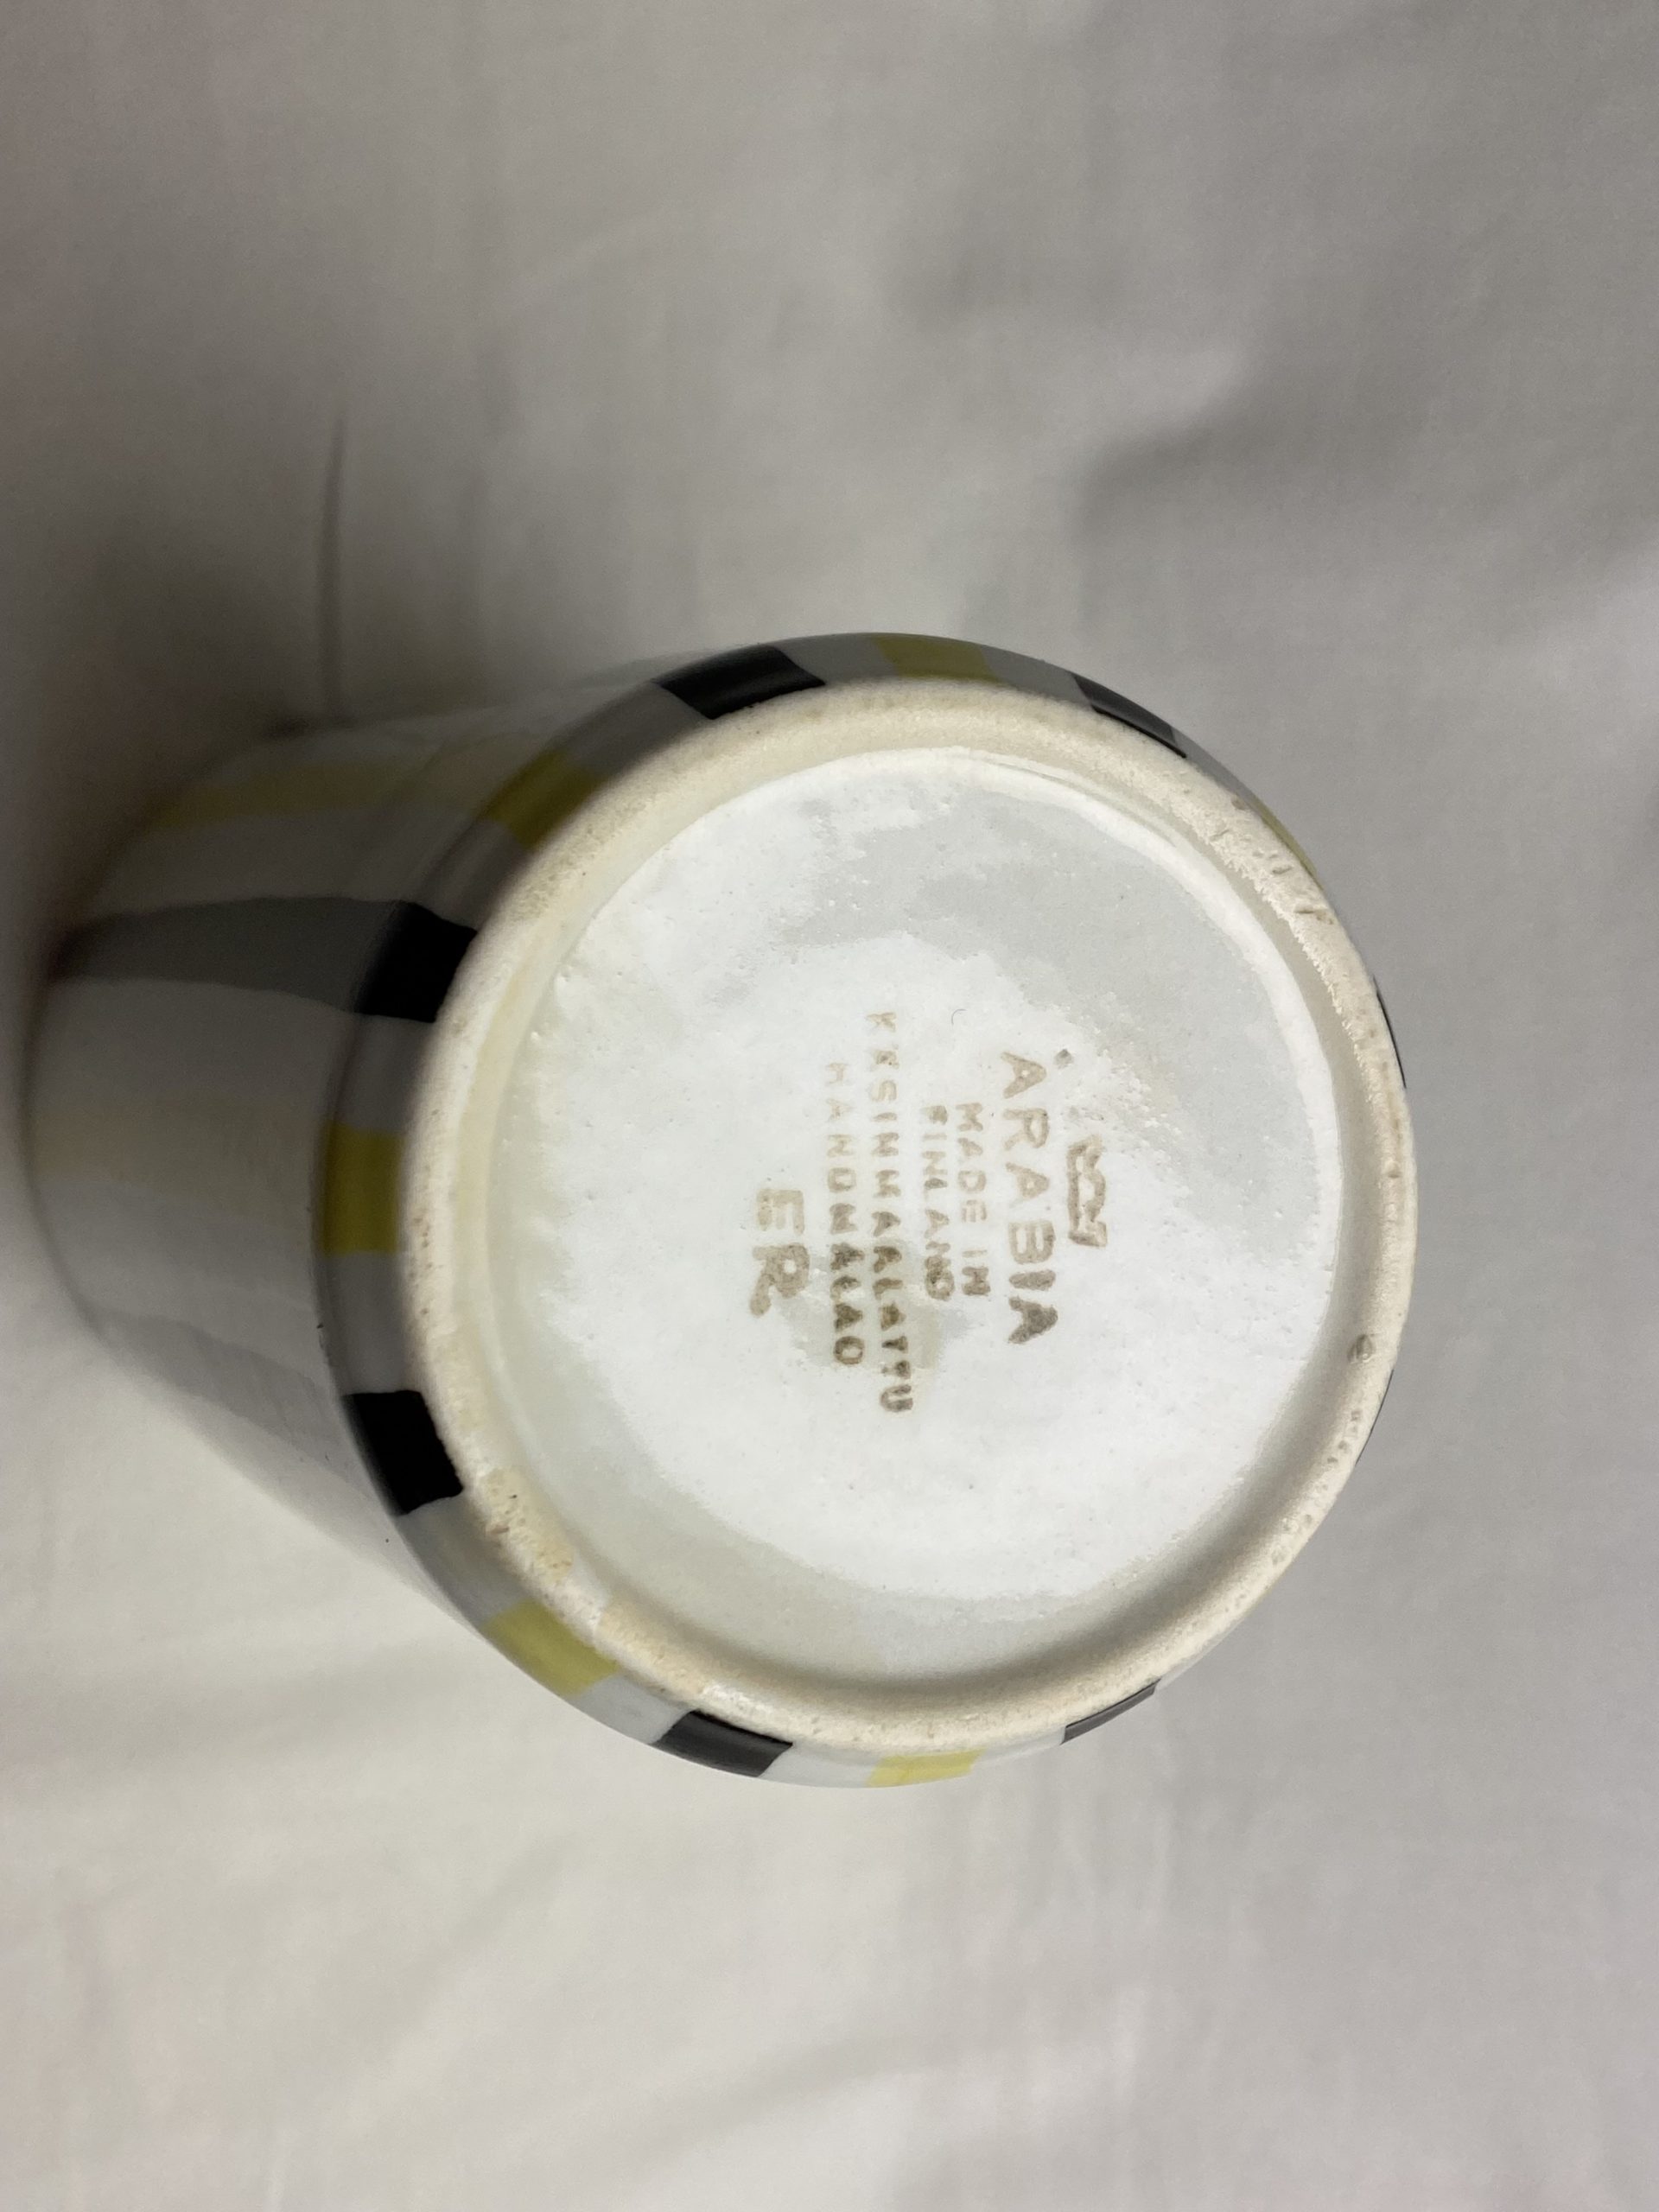 ARABIA
MADE IN
FINLAND
KÄSINMAALATTU
HANDMÅLAD
ER